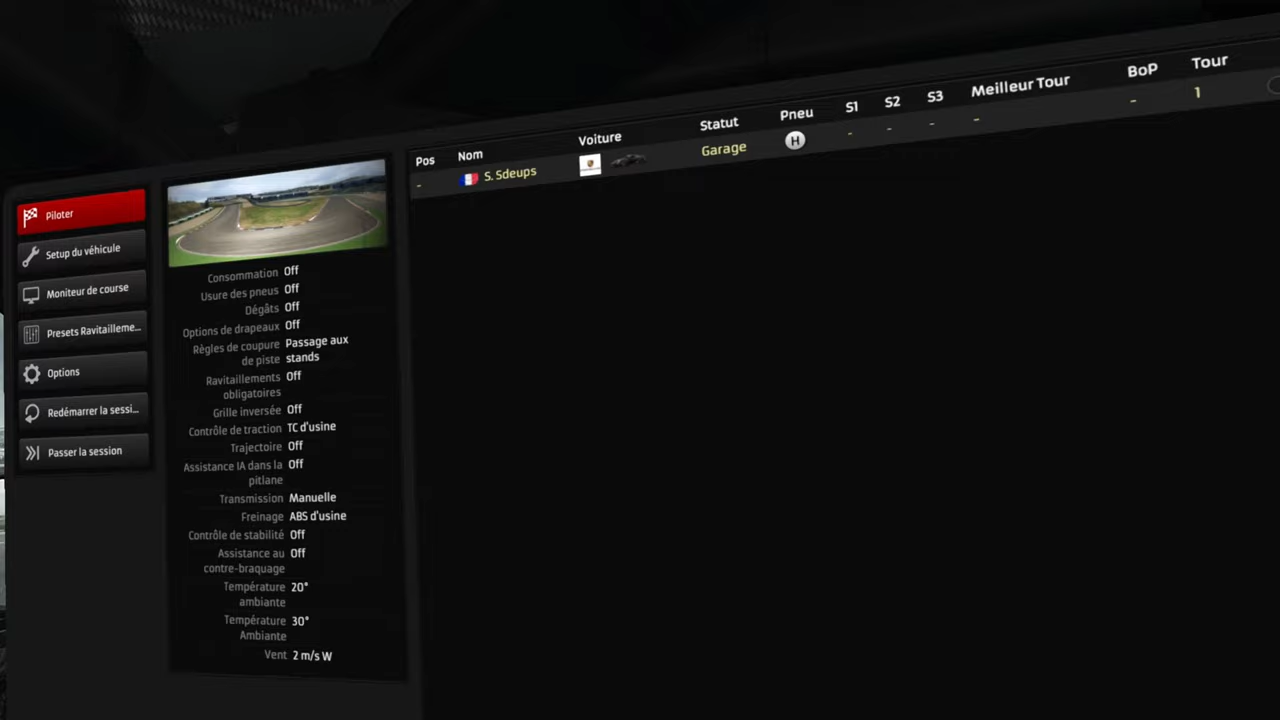 Piloter
Setup du véhicule
Moniteur de course
Presets Ravitailleme...
Options
Redémarrer la sessi...
Passer la session
Consommation Off
Usure des pneus Off
Dégâts Off
Options de drapeaux Off
Règles de coupure de piste Passage aux stands
Ravitaillements obligatoires Off
Grille inversée Off
Contrôle de traction TC d'usine
Trajectoire Off
Assistance IA dans la pitlane Off
Transmission Manuelle
Freinage ABS d'usine
Contrôle de stabilité Off
Assistance au contre-braquage Off
Température ambiante 20°
Température Ambiante 30°
Vent 2 m/s W
Pos Nom Voiture Statut Pneu S1 S2 S3 Meilleur Tour BoP Tour
- S. Sdeups Garage H - - - - - 1